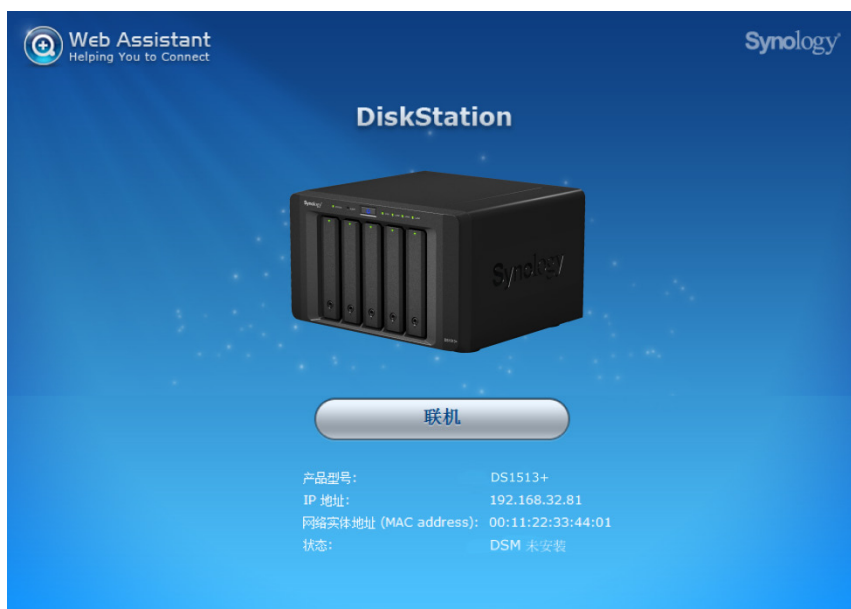 Web Assistant
Helping You to Connect
Synology
DiskStation
Synology
Synology
联机
产品型号: DS1513+
IP 地址: 192.168.32.81
网络实体地址 (MAC address): 00:11:22:33:44:01
状态: DSM 未安装